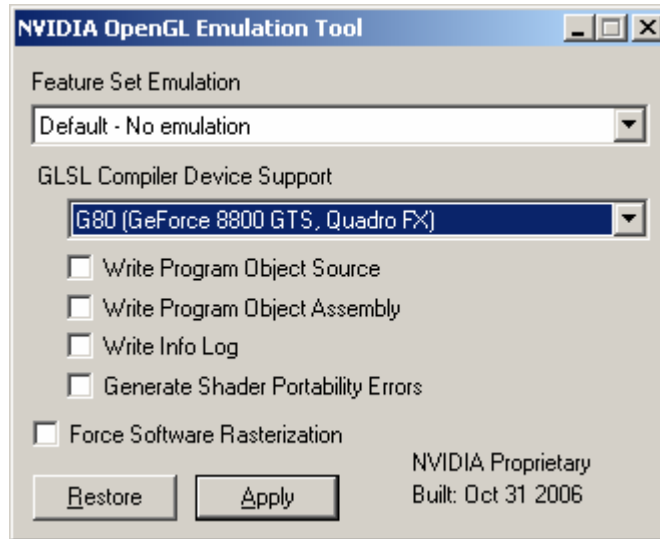 NVIDIA OpenGL Emulation Tool
Feature Set Emulation
Default - No emulation
GLSL Compiler Device Support
G80 (GeForce 8800 GTS, Quadro FX)
Write Program Object Source
Write Program Object Assembly
Write Info Log
Generate Shader Portability Errors
Force Software Rasterization
NVIDIA Proprietary
Restore Apply Built: Oct 31 2006